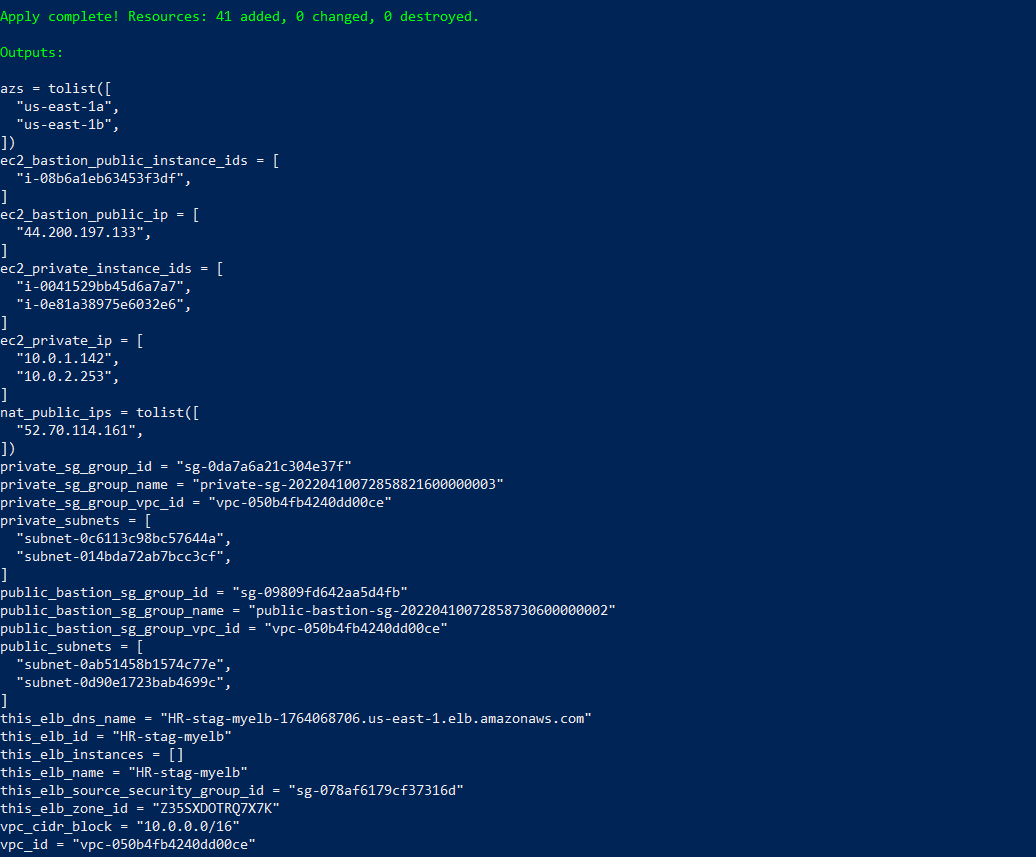 Apply complete! Resources: 41 added, 0 changed, 0 destroyed.
Outputs:
azs = tolist([
  "us-east-1a",
  "us-east-1b",
])
ec2_bastion_public_instance_ids = [
  "i-08b6a1eb63453f3df",
]
ec2_bastion_public_ip = [
  "44.200.197.133",
]
ec2_private_instance_ids = [
  "i-0041529bb45d6a7a7",
  "i-0e81a38975e6032e6",
]
ec2_private_ip = [
  "10.0.1.142",
  "10.0.2.253",
]
nat_public_ips = tolist([
  "52.70.114.161",
])
private_sg_group_id = "sg-0da7a6a21c304e37f"
private_sg_group_name = "private-sg-20220410072858821600000003"
private_sg_group_vpc_id = "vpc-050b4fb4240dd00ce"
private_subnets = [
  "subnet-0c6113c98bc57644a",
  "subnet-014bda72ab7bcc3cf",
]
public_bastion_sg_group_id = "sg-09809fd642aa5d4fb"
public_bastion_sg_group_name = "public-bastion-sg-20220410072858730600000002"
public_bastion_sg_group_vpc_id = "vpc-050b4fb4240dd00ce"
public_subnets = [
  "subnet-0ab51458b1574c77e",
  "subnet-0d90e1723bab4699c",
]
this_elb_dns_name = "HR-stag-myelb-1764068706.us-east-1.elb.amazonaws.com"
this_elb_id = "HR-stag-myelb"
this_elb_instances = []
this_elb_name = "HR-stag-myelb"
this_elb_source_security_group_id = "sg-078af6179cf37316d"
this_elb_zone_id = "Z35SXDOTRQ7X7K"
vpc_cidr_block = "10.0.0.0/16"
vpc_id = "vpc-050b4fb4240dd00ce"